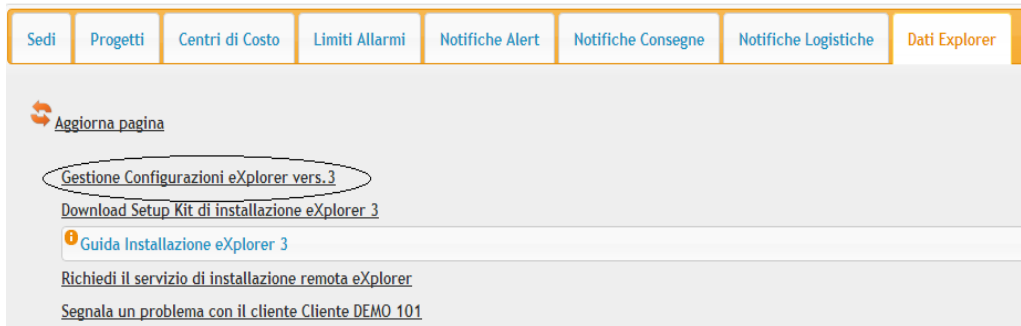 Sedi Progetti Centri di Costo Limiti Allarmi Notifiche Alert Notifiche Consegne Notifiche Logistiche Dati Explorer
Aggiorna pagina
Gestione Configurazioni eXplorer vers.3
Download Setup Kit di installazione eXplorer 3
Guida Installazione eXplorer 3
Richiedi il servizio di installazione remota eXplorer
Segnala un problema con il cliente Cliente DEMO 101